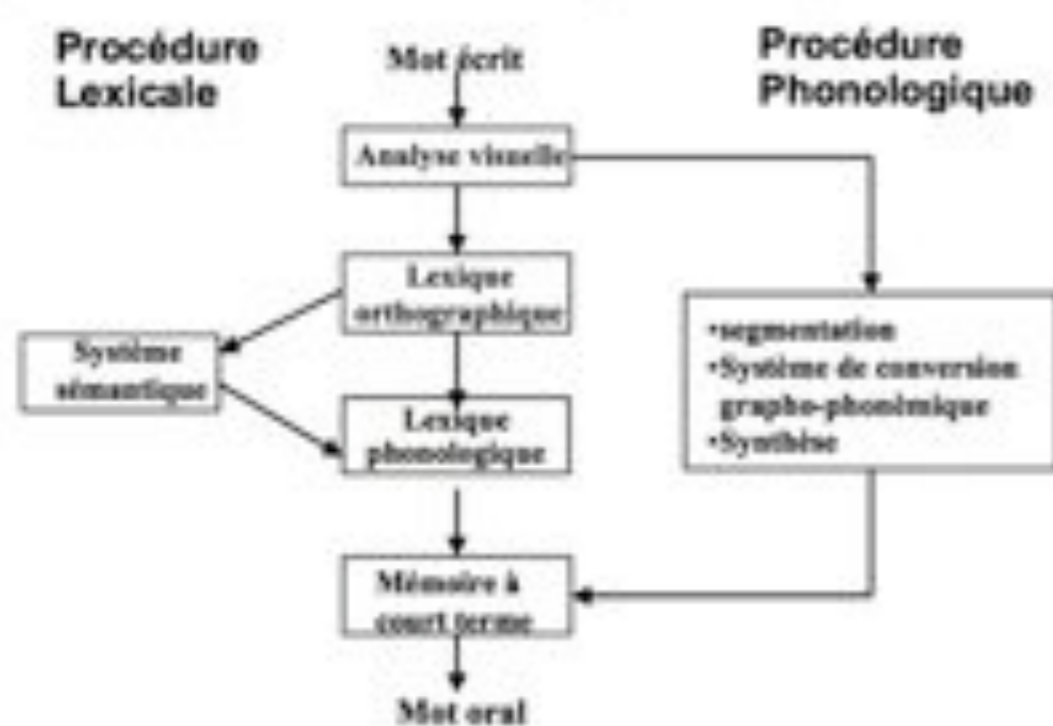 Procédure
Lexicale
Mot écrit
Procédure
Phonologique
Analyse visuelle
Lexique
orthographique
Système
sémantique
•segmentation
•Système de conversion
grapho-phonémique
•Synthèse
Lexique
phonologique
Mémoire à
court terme
Mot oral